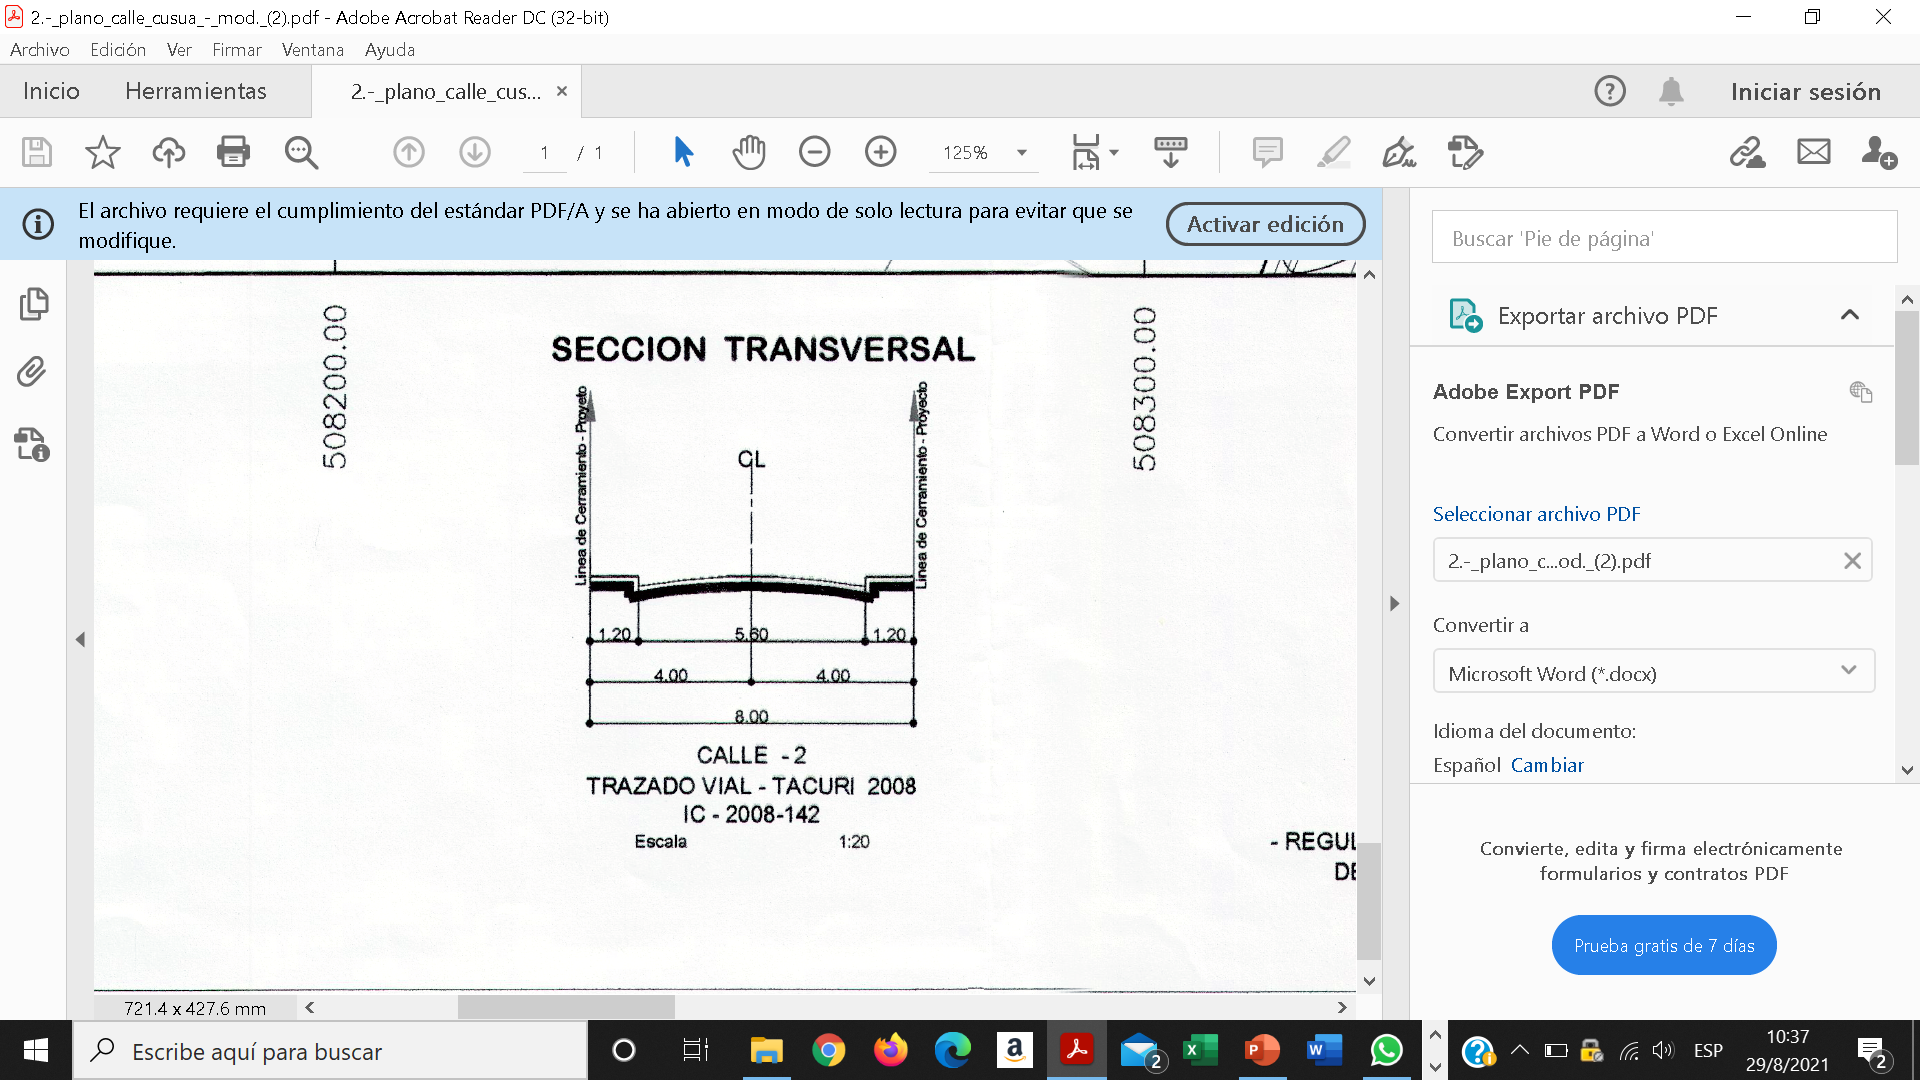 2.-_plano_calle_cusua_-_mod._(2).pdf - Adobe Acrobat Reader DC (32-bit)
Archivo Edición Ver Firmar Ventana Ayuda
Inicio Herramientas 2.-_plano_calle_cus... × Iniciar sesión
1 / 1 125%
El archivo requiere el cumplimiento del estándar PDF/A y se ha abierto en modo de solo lectura para evitar que se
modifique.
Activar edición
5082
00.00
SECCION TRANSVERSAL
508300.00
Linea de Cerramiento - Proyeto
CL
Linea de Cerramiento - Proyecto
1.20 5.60 1.20
4.00 4.00
8.00
CALLE - 2
TRAZADO VIAL - TACURI 2008
IC - 2008-142
Escala 1:20
- REGUL
DE
721.4 x 427.6 mm
Buscar 'Pie de página'
Exportar archivo PDF
Adobe Export PDF
Convertir archivos PDF a Word o Excel Online
Seleccionar archivo PDF
2.-_plano_c...od._(2).pdf
Convertir a
Microsoft Word (*.docx)
Idioma del documento:
Español Cambiar
Convierte, edita y firma electrónicamente
formularios y contratos PDF
Prueba gratis de 7 días
Escribe aquí para buscar
2
ESP
10:37
29/8/2021
2